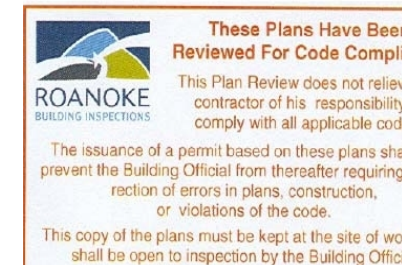 These Plans Have Been
Reviewed For Code Compli
ROANOKE
BUILDING INSPECTIONS
This Plan Review does not reliev
contractor of his responsibility
comply with all applicable cod
The issuance of a permit based on these plans sha
prevent the Building Official from thereafter requiring
rection of errors in plans, construction,
or violations of the code.
This copy of the plans must be kept at the site of wo
shall be open to inspection by the Building Offici